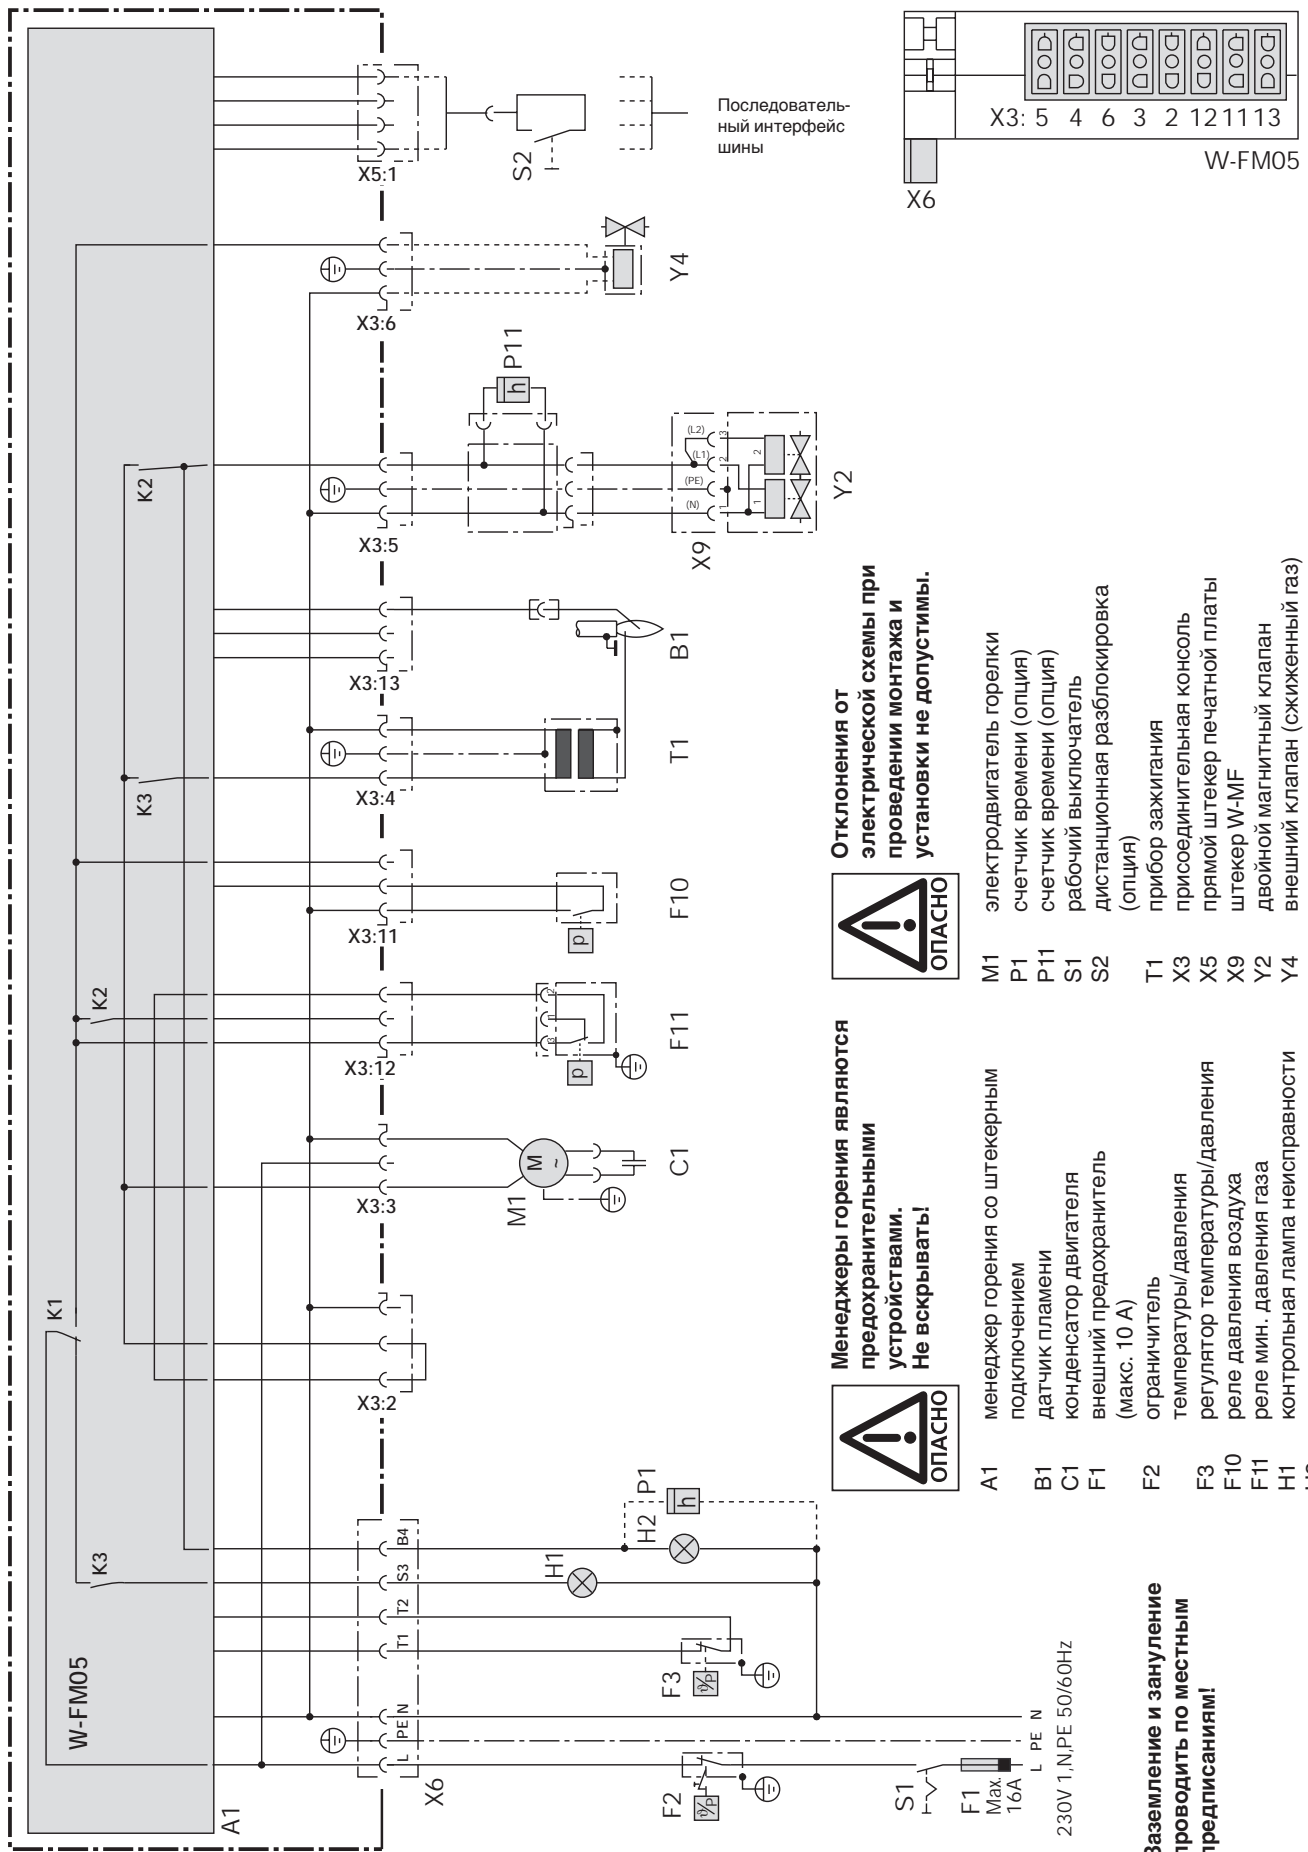 W-FM05
A1
K1
K2
K3
K3
K2
L
PE
N
T1
T2
S3
B4
X6
X3:2
X3:3
X3:12
X3:11
X3:4
X3:13
X3:5
X3:6
X5:1
F2
F3
H1
H2
P1
h
ϑ/P
ϑ/P
S1
F1
Max.
16A
L PE N
230V 1,N,PE 50/60Hz
M1
M
~
C1
F11
p
3
1
2
F10
p
T1
B1
P11
h
X9
(N)
(PE)
(L1)
(L2)
1
2
3
1
2
Y2
Y4
S2
Последователь-
ный интерфейс
шины
X3: 5 4 6 3 2 12 11 13
W-FM05
X6
Заземление и зануление
проводить по местным
предписаниям!
ОПАСНО
Менеджеры горения являются
предохранительными
устройствами.
Не вскрывать!
ОПАСНО
Отклонения от
электрической схемы при
проведении монтажа и
установки не допустимы.
A1 менеджер горения со штекерным
подключением
B1 датчик пламени
C1 конденсатор двигателя
F1 внешний предохранитель
(макс. 10 А)
F2 ограничитель
температуры/давления
F3 регулятор температуры/давления
F10 реле давления воздуха
F11 реле мин. давления газа
H1 контрольная лампа неисправности
M1 электродвигатель горелки
P1 счетчик времени (опция)
P11 счетчик времени (опция)
S1 рабочий выключатель
S2 дистанционная разблокировка
(опция)
T1 прибор зажигания
X3 присоединительная консоль
X5 прямой штекер печатной платы
X9 штекер W-MF
Y2 двойной магнитный клапан
Y4 внешний клапан (сжиженный газ)